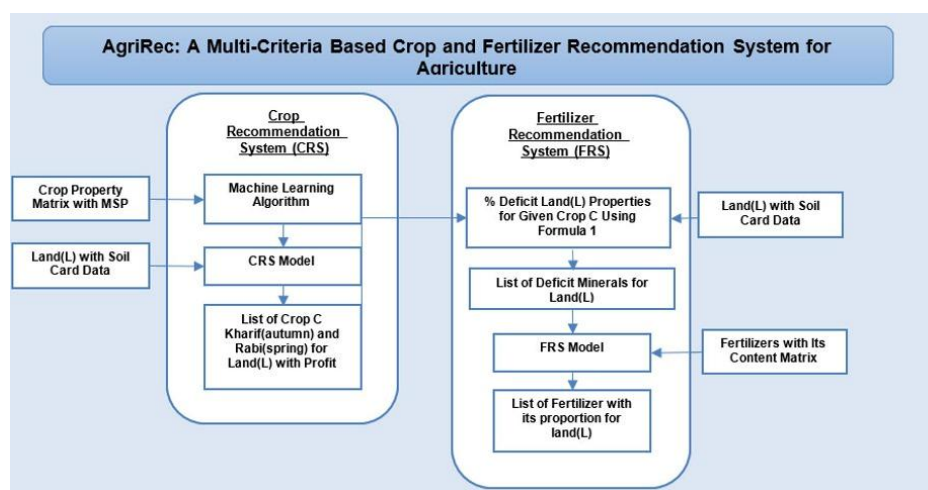 AgriRec: A Multi-Criteria Based Crop and Fertilizer Recommendation System for
Agriculture
Crop
Recommendation
System (CRS)
Crop Property
Matrix with MSP
Machine Learning
Algorithm
Land(L) with Soil
Card Data
CRS Model
List of Crop C
Kharif(autumn) and
Rabi(spring) for
Land(L) with Profit
Fertilizer
Recommendation
System (FRS)
% Deficit Land(L) Properties
for Given Crop C Using
Formula 1
Land(L) with Soil
Card Data
List of Deficit Minerals for
Land(L)
FRS Model
Fertilizers with Its
Content Matrix
List of Fertilizer with
its proportion for
land(L)